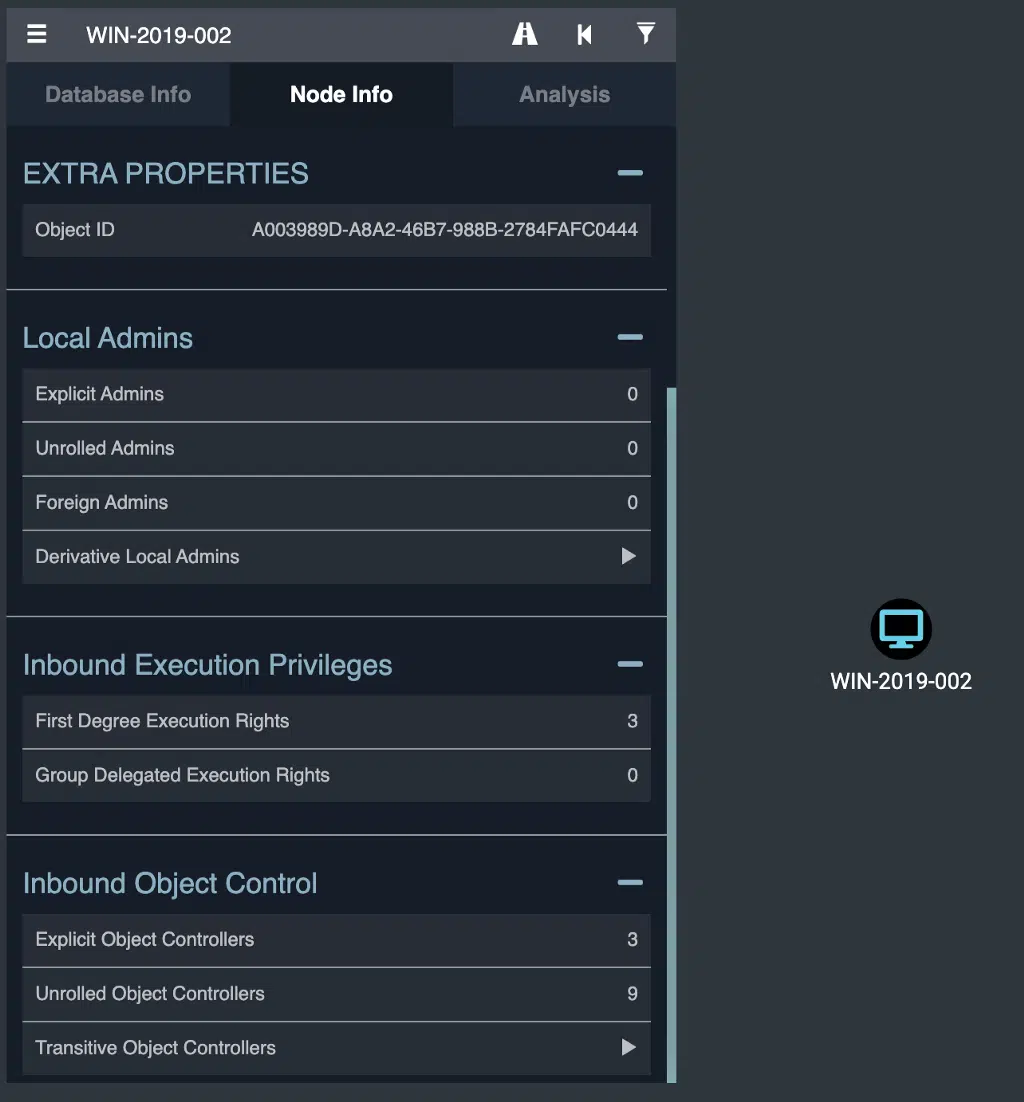 WIN-2019-002
Database Info Node Info Analysis
EXTRA PROPERTIES
Object ID A003989D-A8A2-46B7-988B-2784FAFC0444
Local Admins
Explicit Admins 0
Unrolled Admins 0
Foreign Admins 0
Derivative Local Admins
Inbound Execution Privileges
First Degree Execution Rights 3
Group Delegated Execution Rights 0
Inbound Object Control
Explicit Object Controllers 3
Unrolled Object Controllers 9
Transitive Object Controllers
WIN-2019-002